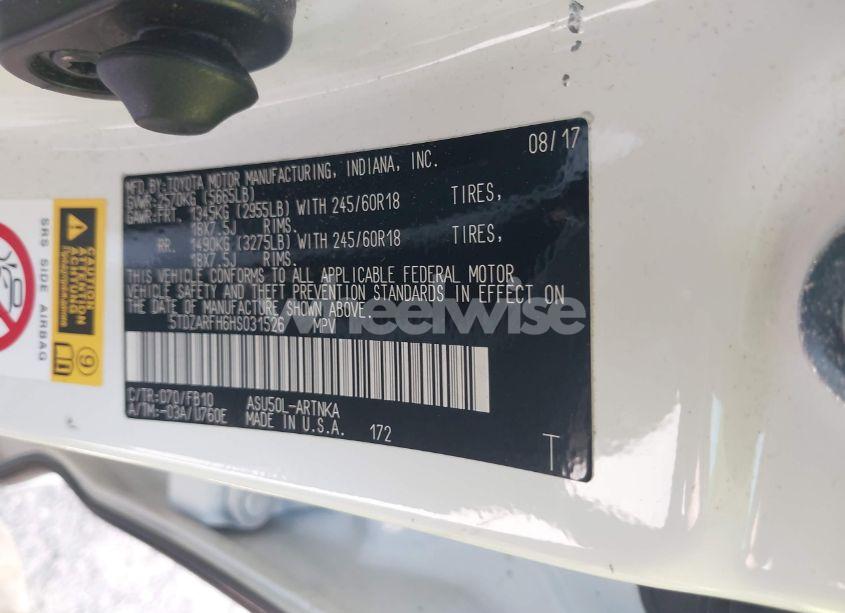 08/17
MFD.BY:TOYOTA MOTOR MANUFACTURING, INDIANA, INC.
GVWR:2570KG (5665LB)
GAWR:FRT. 1345KG (2955LB) WITH 245/60R18 TIRES,
18X7.5J RIMS.
RR. 1490KG (3275LB) WITH 245/60R18 TIRES,
18X7.5J RIMS.
THIS VEHICLE CONFORMS TO ALL APPLICABLE FEDERAL MOTOR
VEHICLE SAFETY AND THEFT PREVENTION STANDARDS IN EFFECT ON
THE DATE OF MANUFACTURE SHOWN ABOVE.
5TDZARFH6HS031526 MPV
C/TR:070/FB10 ASU50L-ARTNKA
A/TM:-03A/U760E MADE IN U.S.A. 172
T
SRS SIDE AIRBAG
CAUTION
ATTENTION
9
wheelwise